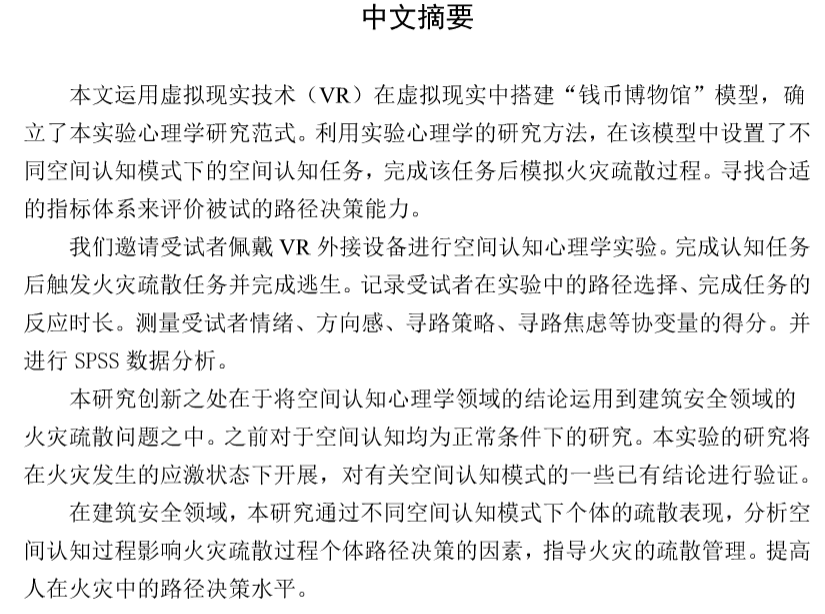 中文摘要
本文运用虚拟现实技术（VR）在虚拟现实中搭建“钱币博物馆”模型，确
立了本实验心理学研究范式。利用实验心理学的研究方法，在该模型中设置了不
同空间认知模式下的空间认知任务，完成该任务后模拟火灾疏散过程。寻找合适
的指标体系来评价被试的路径决策能力。
我们邀请受试者佩戴 VR 外接设备进行空间认知心理学实验。完成认知任务
后触发火灾疏散任务并完成逃生。记录受试者在实验中的路径选择、完成任务的
反应时长。测量受试者情绪、方向感、寻路策略、寻路焦虑等协变量的得分。并
进行 SPSS 数据分析。
本研究创新之处在于将空间认知心理学领域的结论运用到建筑安全领域的
火灾疏散问题之中。之前对于空间认知均为正常条件下的研究。本实验的研究将
在火灾发生的应激状态下开展，对有关空间认知模式的一些已有结论进行验证。
在建筑安全领域，本研究通过不同空间认知模式下个体的疏散表现，分析空
间认知过程影响火灾疏散过程个体路径决策的因素，指导火灾的疏散管理。提高
人在火灾中的路径决策水平。